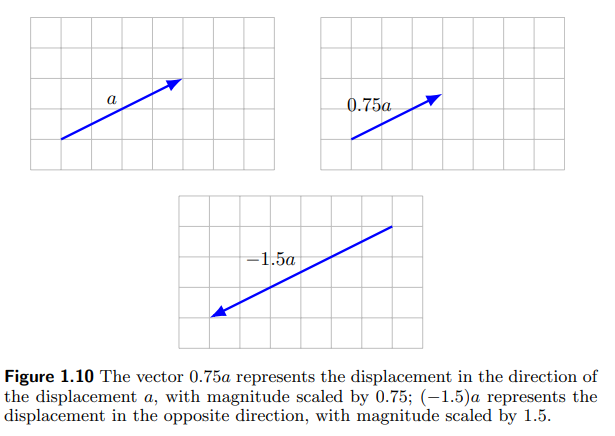 a
0.75a
−1.5a
Figure 1.10 The vector 0.75a represents the displacement in the direction of
the displacement a, with magnitude scaled by 0.75; (−1.5)a represents the
displacement in the opposite direction, with magnitude scaled by 1.5.